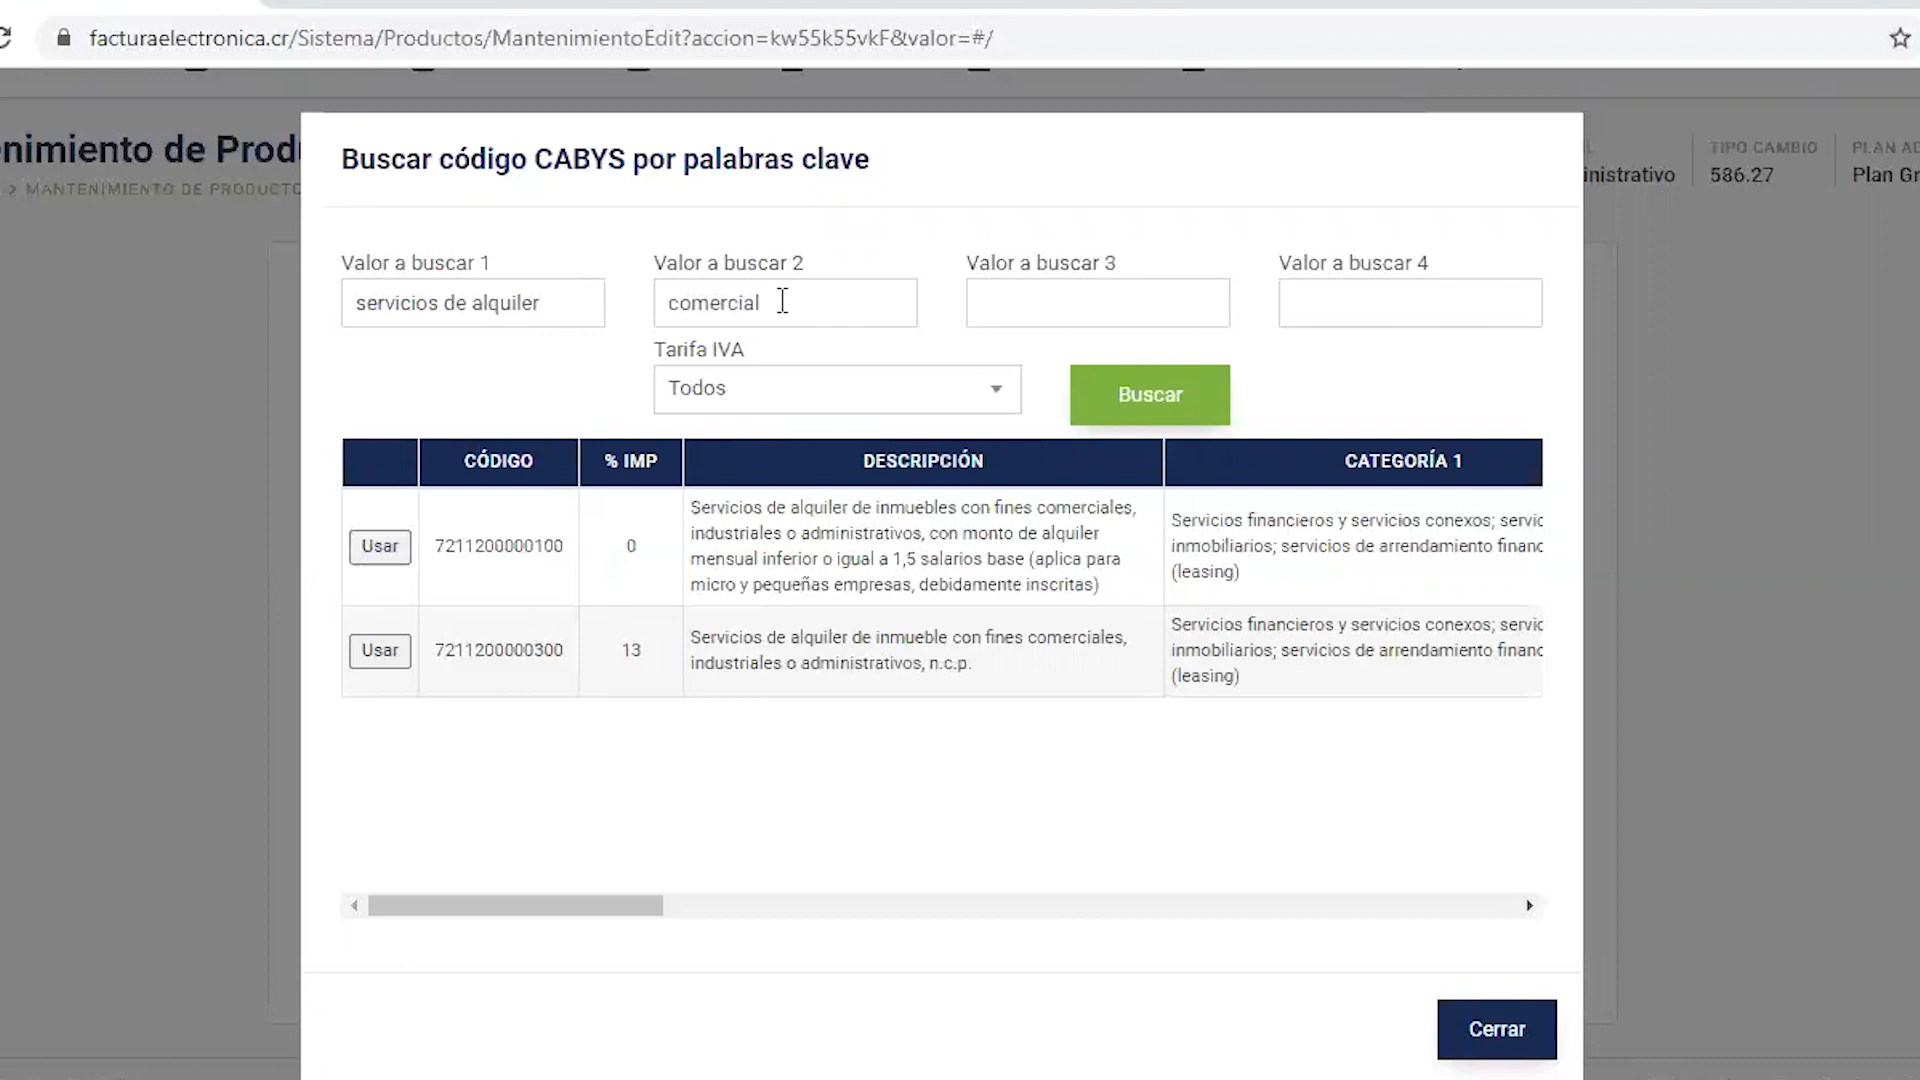 facturaelectronica.cr/Sistema/Productos/MantenimientoEdit?accion=kw55k55vkF&valor=#/
nimiento de Prod
> MANTENIMIENTO DE PRODUCTO
inistrativo
TIPO CAMBIO
586.27
PLAN AD
Plan Gr
Buscar código CABYS por palabras clave
Valor a buscar 1
Valor a buscar 2
Valor a buscar 3
Valor a buscar 4
servicios de alquiler
comercial
Tarifa IVA
Todos
Buscar
CÓDIGO % IMP DESCRIPCIÓN CATEGORÍA 1
Usar
7211200000100
0
Servicios de alquiler de inmuebles con fines comerciales,
industriales o administrativos, con monto de alquiler
mensual inferior o igual a 1,5 salarios base (aplica para
micro y pequeñas empresas, debidamente inscritas)
Servicios financieros y servicios conexos; servic
inmobiliarios; servicios de arrendamiento financ
(leasing)
Usar
7211200000300
13
Servicios de alquiler de inmueble con fines comerciales,
industriales o administrativos, n.c.p.
Servicios financieros y servicios conexos; servic
inmobiliarios; servicios de arrendamiento financ
(leasing)
Cerrar